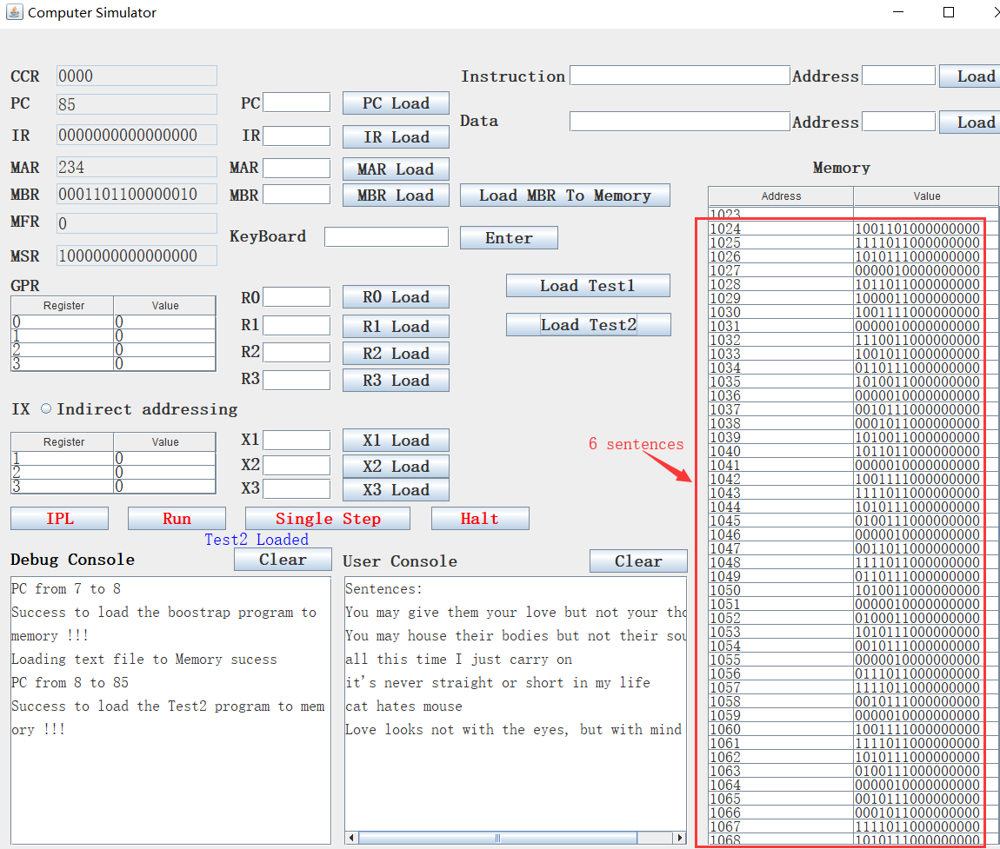 Computer Simulator
CCR 0000 Instruction Address Load
PC 85 PC PC Load
Data Address Load
IR 0000000000000000 IR IR Load
MAR 234 MAR MAR Load Memory
MBR 0001101100000010 MBR MBR Load Load MBR To Memory
MFR 0
KeyBoard Enter
MSR 1000000000000000
GPR
Register Value
0 0
1 0
2 0
3 0
R0 R0 Load
R1 R1 Load
R2 R2 Load
R3 R3 Load
Load Test1
Load Test2
IX Indirect addressing
Register Value
1 0
2 0
3 0
X1 X1 Load
X2 X2 Load
X3 X3 Load
6 sentences
IPL Run Single Step Halt
Test2 Loaded
Debug Console Clear
PC from 7 to 8
Success to load the boostrap program to
memory !!!
Loading text file to Memory sucess
PC from 8 to 85
Success to load the Test2 program to mem
ory !!!
User Console Clear
Sentences:
You may give them your love but not your tho
You may house their bodies but not their sou
all this time I just carry on
it's never straight or short in my life
cat hates mouse
Love looks not with the eyes, but with mind
Address Value
1023
1024 1001101000000000
1025 1111011000000000
1026 1010111000000000
1027 0000010000000000
1028 1011011000000000
1029 1000011000000000
1030 1001111000000000
1031 0000010000000000
1032 1110011000000000
1033 1001011000000000
1034 0110111000000000
1035 1010011000000000
1036 0000010000000000
1037 0010111000000000
1038 0001011000000000
1039 1010011000000000
1040 1011011000000000
1041 0000010000000000
1042 1001111000000000
1043 1111011000000000
1044 1010111000000000
1045 0100111000000000
1046 0000010000000000
1047 0011011000000000
1048 1111011000000000
1049 0110111000000000
1050 1010011000000000
1051 0000010000000000
1052 0100011000000000
1053 1010111000000000
1054 0010111000000000
1055 0000010000000000
1056 0111011000000000
1057 1111011000000000
1058 0010111000000000
1059 0000010000000000
1060 1001111000000000
1061 1111011000000000
1062 1010111000000000
1063 0100111000000000
1064 0000010000000000
1065 0010111000000000
1066 0001011000000000
1067 1111011000000000
1068 1010111000000000